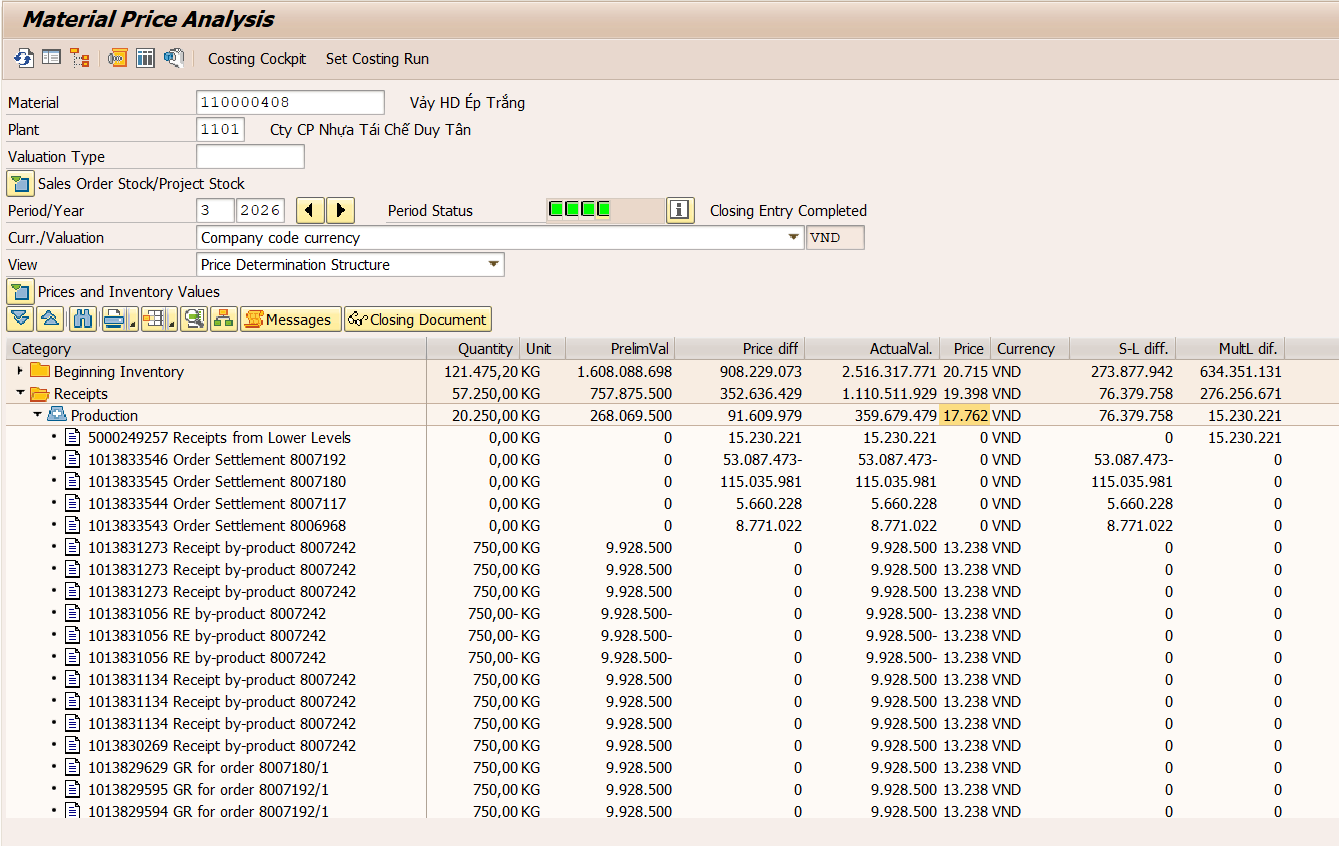 Material Price Analysis
Costing Cockpit Set Costing Run
Material 110000408 Vảy HD Ép Trắng
Plant 1101 Cty CP Nhựa Tái Chế Duy Tân
Valuation Type
Sales Order Stock/Project Stock
Period/Year 3 2026 Period Status Closing Entry Completed
Curr./Valuation Company code currency VND
View Price Determination Structure
Prices and Inventory Values
Messages Closing Document
Category Quantity Unit PrelimVal Price diff ActualVal. Price Currency S-L diff. MultL dif.
Beginning Inventory 121.475,20 KG 1.608.088.698 908.229.073 2.516.317.771 20.715 VND 273.877.942 634.351.131
Receipts 57.250,00 KG 757.875.500 352.636.429 1.110.511.929 19.398 VND 76.379.758 276.256.671
Production 20.250,00 KG 268.069.500 91.609.979 359.679.479 17.762 VND 76.379.758 15.230.221
5000249257 Receipts from Lower Levels 0,00 KG 0 15.230.221 15.230.221 0 VND 0 15.230.221
1013833546 Order Settlement 8007192 0,00 KG 0 53.087.473- 53.087.473- 0 VND 53.087.473- 0
1013833545 Order Settlement 8007180 0,00 KG 0 115.035.981 115.035.981 0 VND 115.035.981 0
1013833544 Order Settlement 8007117 0,00 KG 0 5.660.228 5.660.228 0 VND 5.660.228 0
1013833543 Order Settlement 8006968 0,00 KG 0 8.771.022 8.771.022 0 VND 8.771.022 0
1013831273 Receipt by-product 8007242 750,00 KG 9.928.500 0 9.928.500 13.238 VND 0 0
1013831273 Receipt by-product 8007242 750,00 KG 9.928.500 0 9.928.500 13.238 VND 0 0
1013831273 Receipt by-product 8007242 750,00 KG 9.928.500 0 9.928.500 13.238 VND 0 0
1013831056 RE by-product 8007242 750,00- KG 9.928.500- 0 9.928.500- 13.238 VND 0 0
1013831056 RE by-product 8007242 750,00- KG 9.928.500- 0 9.928.500- 13.238 VND 0 0
1013831056 RE by-product 8007242 750,00- KG 9.928.500- 0 9.928.500- 13.238 VND 0 0
1013831134 Receipt by-product 8007242 750,00 KG 9.928.500 0 9.928.500 13.238 VND 0 0
1013831134 Receipt by-product 8007242 750,00 KG 9.928.500 0 9.928.500 13.238 VND 0 0
1013831134 Receipt by-product 8007242 750,00 KG 9.928.500 0 9.928.500 13.238 VND 0 0
1013830269 Receipt by-product 8007242 750,00 KG 9.928.500 0 9.928.500 13.238 VND 0 0
1013829629 GR for order 8007180/1 750,00 KG 9.928.500 0 9.928.500 13.238 VND 0 0
1013829595 GR for order 8007192/1 750,00 KG 9.928.500 0 9.928.500 13.238 VND 0 0
1013829594 GR for order 8007192/1 750,00 KG 9.928.500 0 9.928.500 13.238 VND 0 0